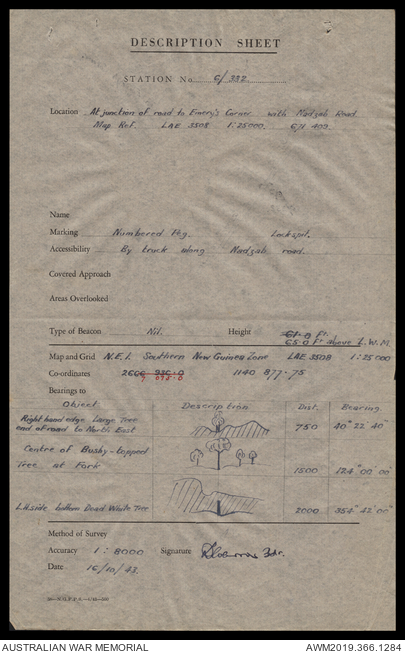 DESCRIPTION SHEET
STATION No. G/332
Location At junction of road to Emery's Corner with Nadzab Road.
Map Ref. LAE 3508 1:25000. 671 409
Name
Marking Numbered Peg. Lockspit.
Accessibility By truck along Nadzab road.
Covered Approach
Areas Overlooked
Type of Beacon Nil. Height 61.0 Ft.
65.0 Ft above L.W.M.
Map and Grid N.E.I. Southern New Guinea Zone LAE 3508 1:25000
Co-ordinates 1140 877.75
Bearings to
Object Description Dist. Bearing
Right hand edge Large Tree
end of road to North East 750 40° 22' 40"
Centre of Bushy-topped
Tree at Fork 1500 124° 00' 00"
L.H. side bottom Dead White Tree 2000 354° 42' 00"
Method of Survey
Accuracy 1:8000 Signature
Date 16/10/43.
AUSTRALIAN WAR MEMORIAL AWM2019.366.1284